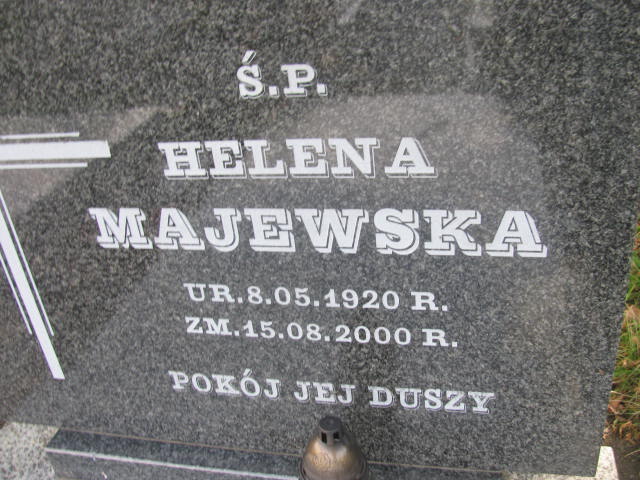 Ś.P.
HELENA
MAJEWSKA
UR.8.05.1920 R.
ZM.15.08.2000 R.
POKÓJ JEJ DUSZY